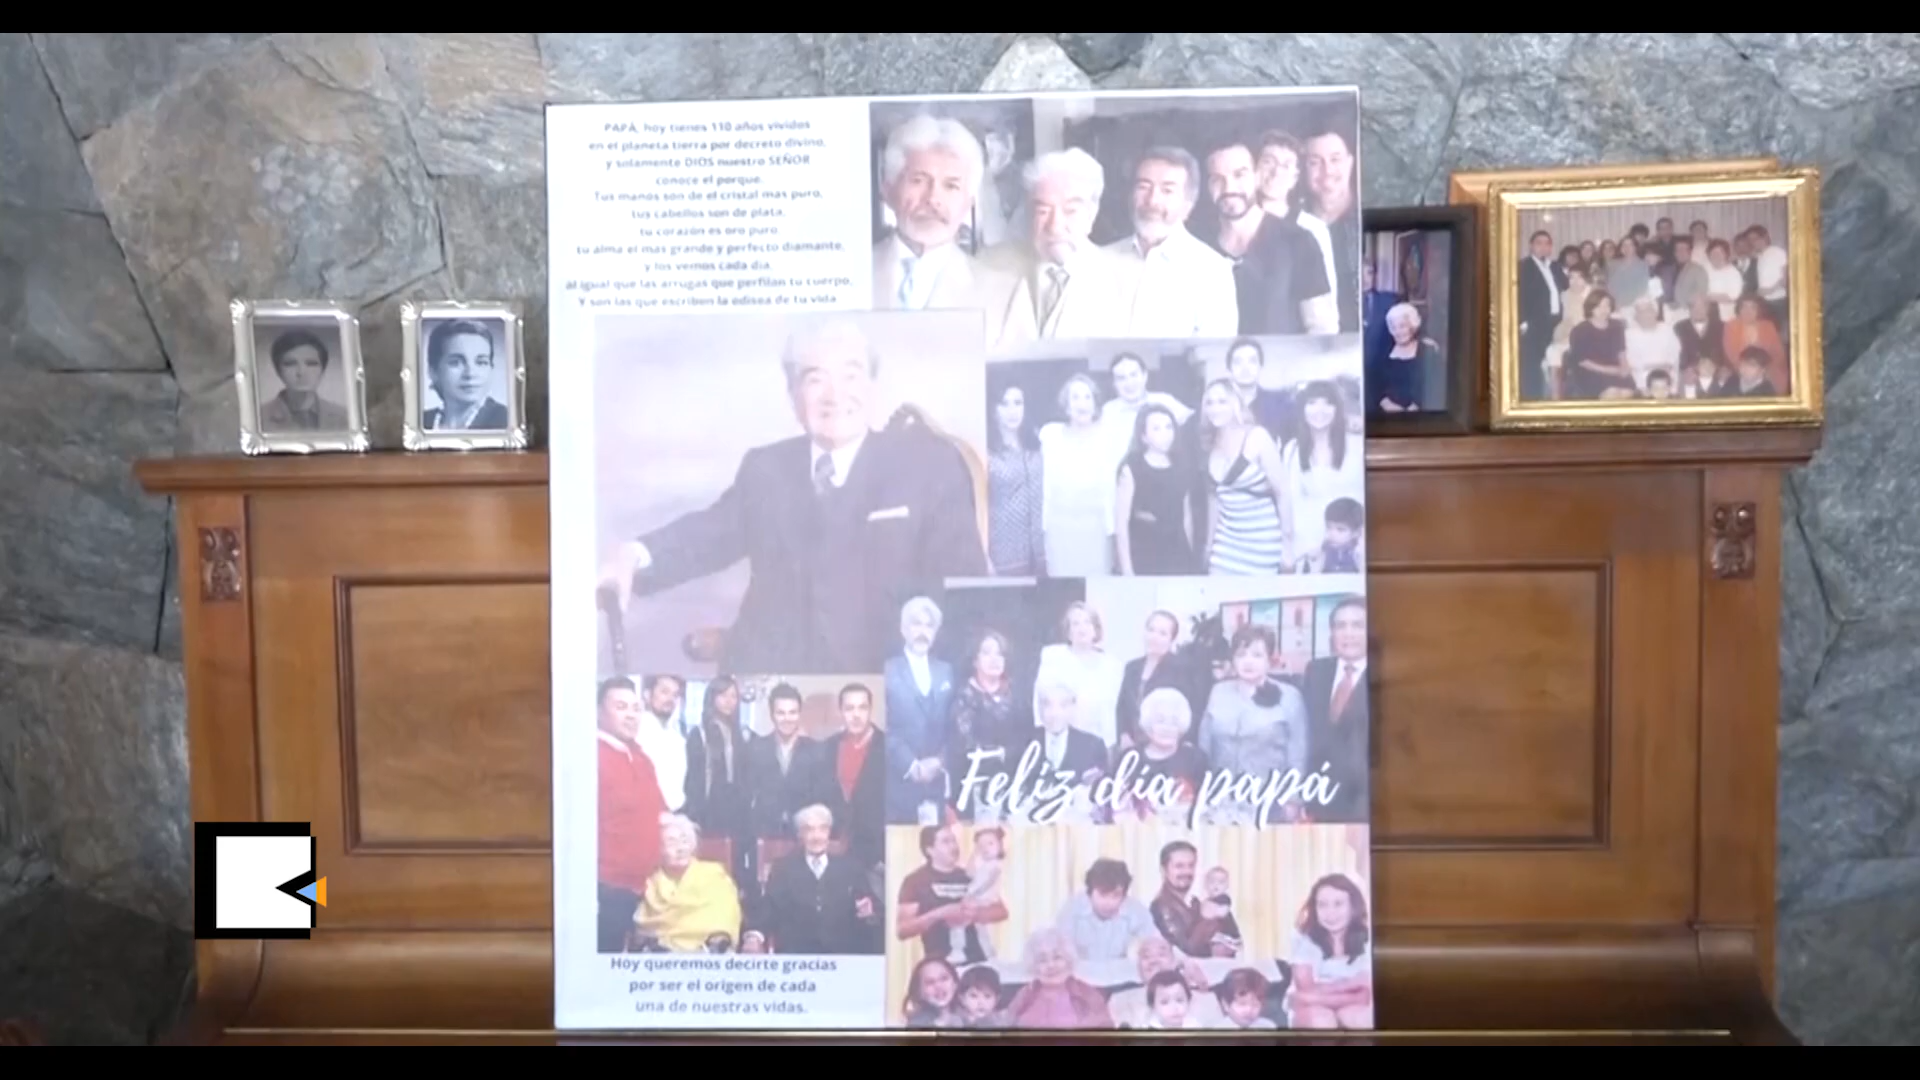 PAPÁ, hoy tienes 110 años vividos
en el planeta tierra por decreto divino,
y solamente DIOS nuestro SEÑOR
conoce el porque.
Tus manos son de el cristal mas puro,
tus cabellos son de plata,
tu corazón es oro puro
tu alma el mas grande y perfecto diamante,
y los vemos cada día,
al igual que las arrugas que perfilan tu cuerpo,
Y son las que escriben la odisea de tu vida
Feliz día papá
Hoy queremos decirte gracias
por ser el origen de cada
una de nuestras vidas.